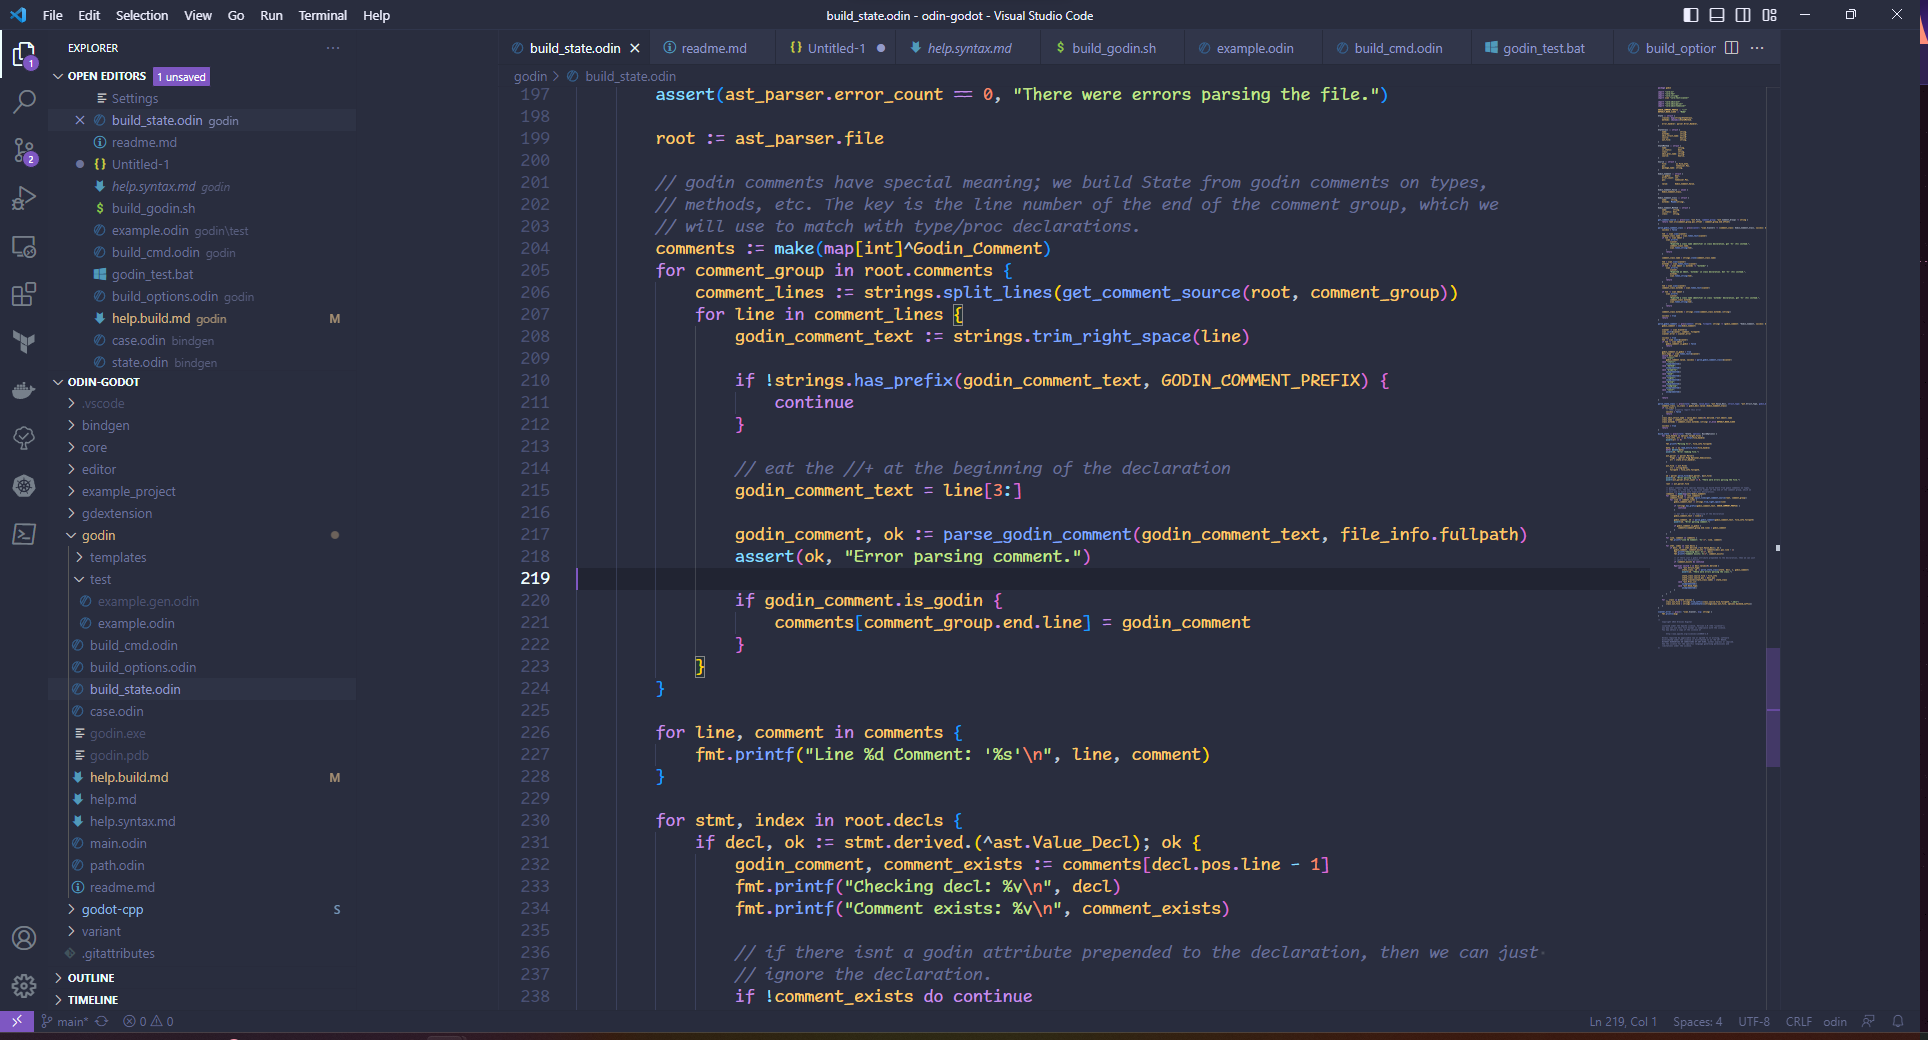 File Edit Selection View Go Run Terminal Help
build_state.odin - odin-godot - Visual Studio Code
EXPLORER
OPEN EDITORS 1 unsaved
Settings
build_state.odin godin
readme.md
Untitled-1
help.syntax.md godin
build_godin.sh
example.odin godin\test
build_cmd.odin godin
godin_test.bat
build_options.odin godin
help.build.md godin M
case.odin bindgen
state.odin bindgen
ODIN-GODOT
.vscode
bindgen
core
editor
example_project
gdextension
godin
templates
test
example.gen.odin
example.odin
build_cmd.odin
build_options.odin
build_state.odin
case.odin
godin.exe
godin.pdb
help.build.md M
help.md
help.syntax.md
main.odin
path.odin
readme.md
godot-cpp S
variant
.gitattributes
OUTLINE
TIMELINE
1
2
build_state.odin readme.md Untitled-1 help.syntax.md build_godin.sh example.odin build_cmd.odin godin_test.bat build_option
godin > build_state.odin
197 assert(ast_parser.error_count == 0, "There were errors parsing the file.")
198
199 root := ast_parser.file
200
201 // godin comments have special meaning; we build State from godin comments on types,
202 // methods, etc. The key is the line number of the end of the comment group, which we
203 // will use to match with type/proc declarations.
204 comments := make(map[int]^Godin_Comment)
205 for comment_group in root.comments {
206 comment_lines := strings.split_lines(get_comment_source(root, comment_group))
207 for line in comment_lines {
208 godin_comment_text := strings.trim_right_space(line)
209
210 if !strings.has_prefix(godin_comment_text, GODIN_COMMENT_PREFIX) {
211 continue
212 }
213
214 // eat the //+ at the beginning of the declaration
215 godin_comment_text = line[3:]
216
217 godin_comment, ok := parse_godin_comment(godin_comment_text, file_info.fullpath)
218 assert(ok, "Error parsing comment.")
219
220 if godin_comment.is_godin {
221 comments[comment_group.end.line] = godin_comment
222 }
223 }
224 }
225
226 for line, comment in comments {
227 fmt.printf("Line %d Comment: '%s'\n", line, comment)
228 }
229
230 for stmt, index in root.decls {
231 if decl, ok := stmt.derived.(^ast.Value_Decl); ok {
232 godin_comment, comment_exists := comments[decl.pos.line - 1]
233 fmt.printf("Checking decl: %v\n", decl)
234 fmt.printf("Comment exists: %v\n", comment_exists)
235
236 // if there isnt a godin attribute prepended to the declaration, then we can just
237 // ignore the declaration.
238 if !comment_exists do continue
main* 0 0
Ln 219, Col 1 Spaces: 4 UTF-8 CRLF odin